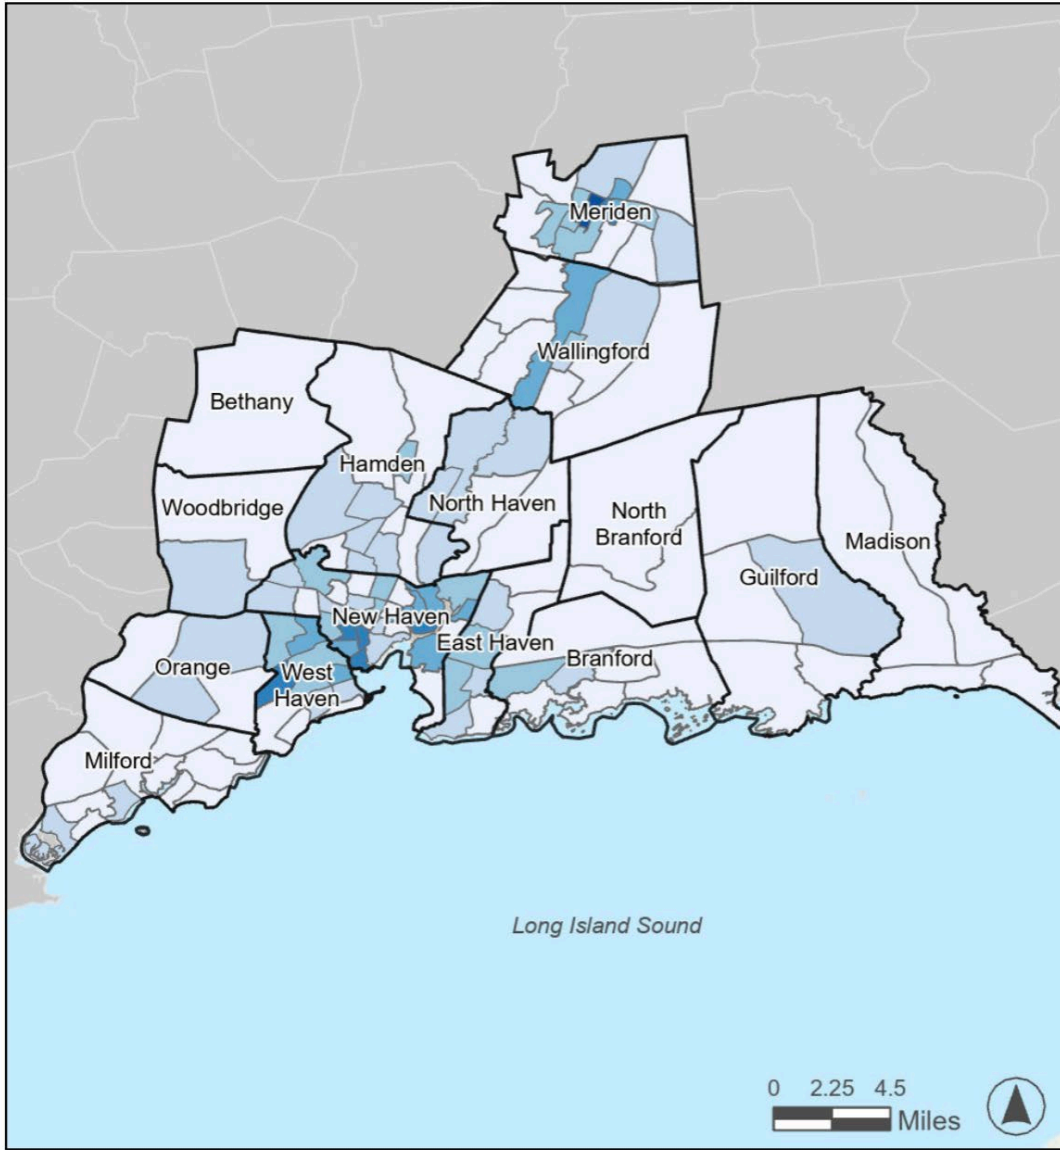 Meriden
Wallingford
Bethany
Hamden
Woodbridge
North Haven
North
Branford
Madison
Guilford
New Haven
East Haven
Branford
Orange
West
Haven
Milford
Long Island Sound
0 2.25 4.5
Miles